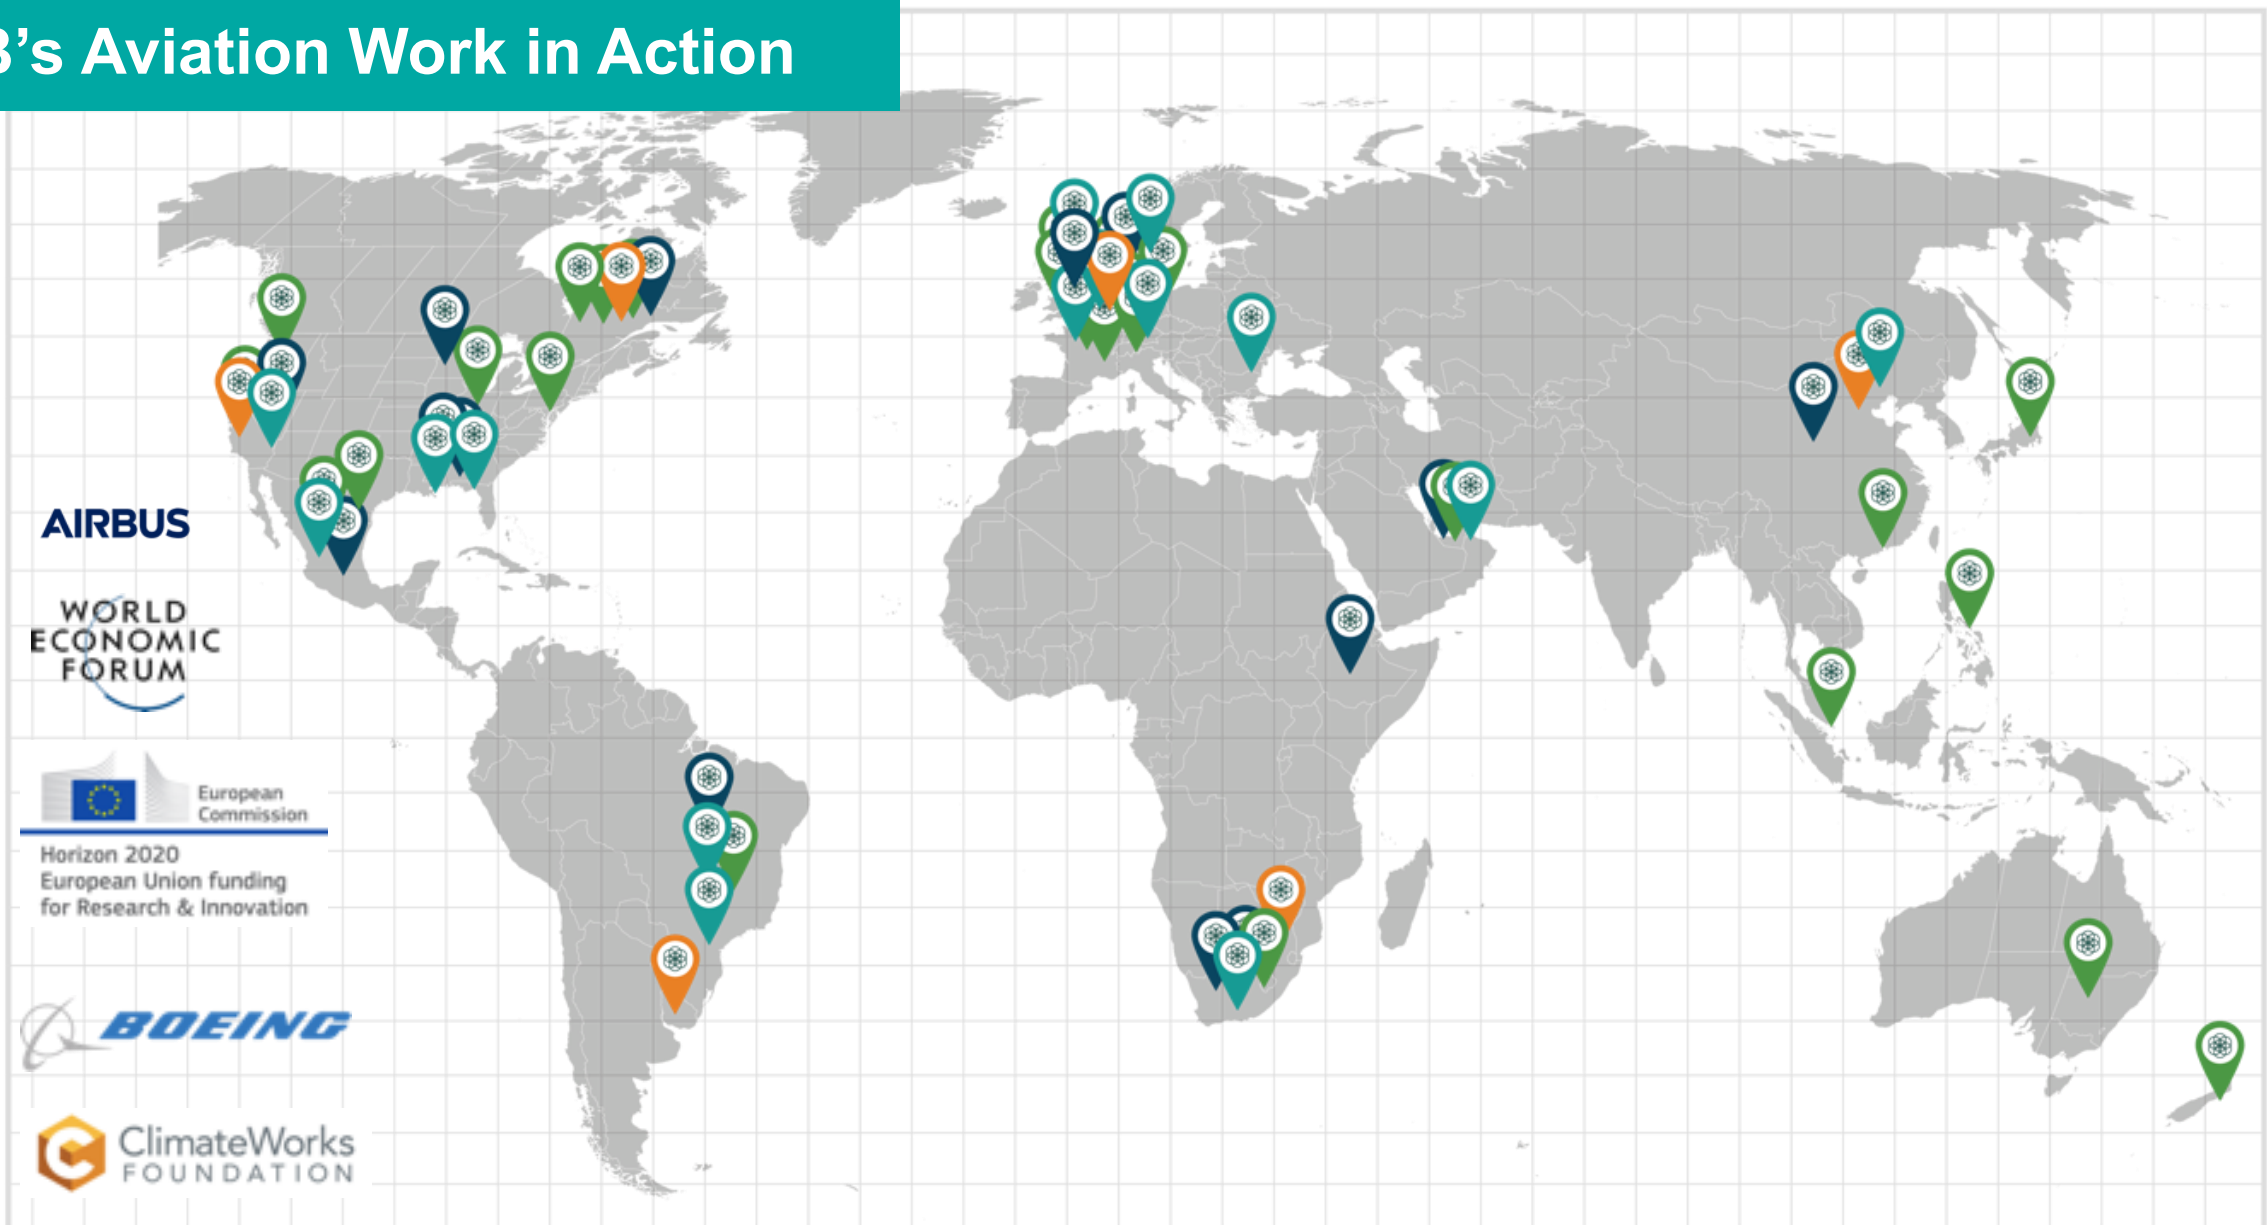 B's Aviation Work in Action
AIRBUS
WORLD
ECONOMIC
FORUM
European
Commission
Horizon 2020
European Union funding
for Research & Innovation
BOEING
ClimateWorks
FOUNDATION